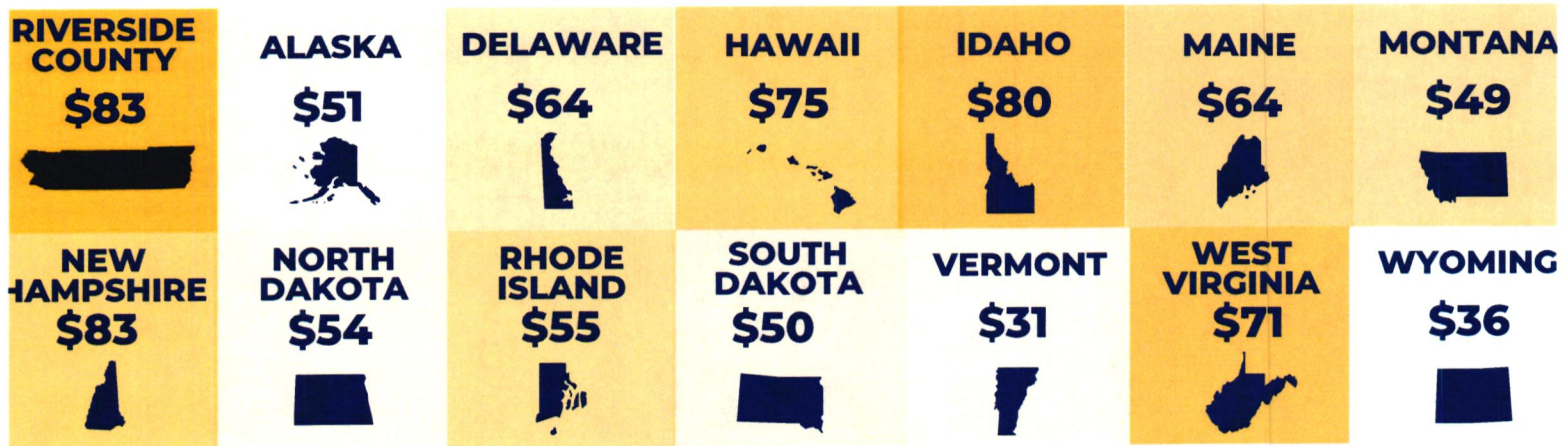 RIVERSIDE
COUNTY
$83
ALASKA
$51
DELAWARE
$64
HAWAII
$75
IDAHO
$80
MAINE
$64
MONTANA
$49
NEW
HAMPSHIRE
$83
NORTH
DAKOTA
$54
RHODE
ISLAND
$55
SOUTH
DAKOTA
$50
VERMONT
$31
WEST
VIRGINIA
$71
WYOMING
$36